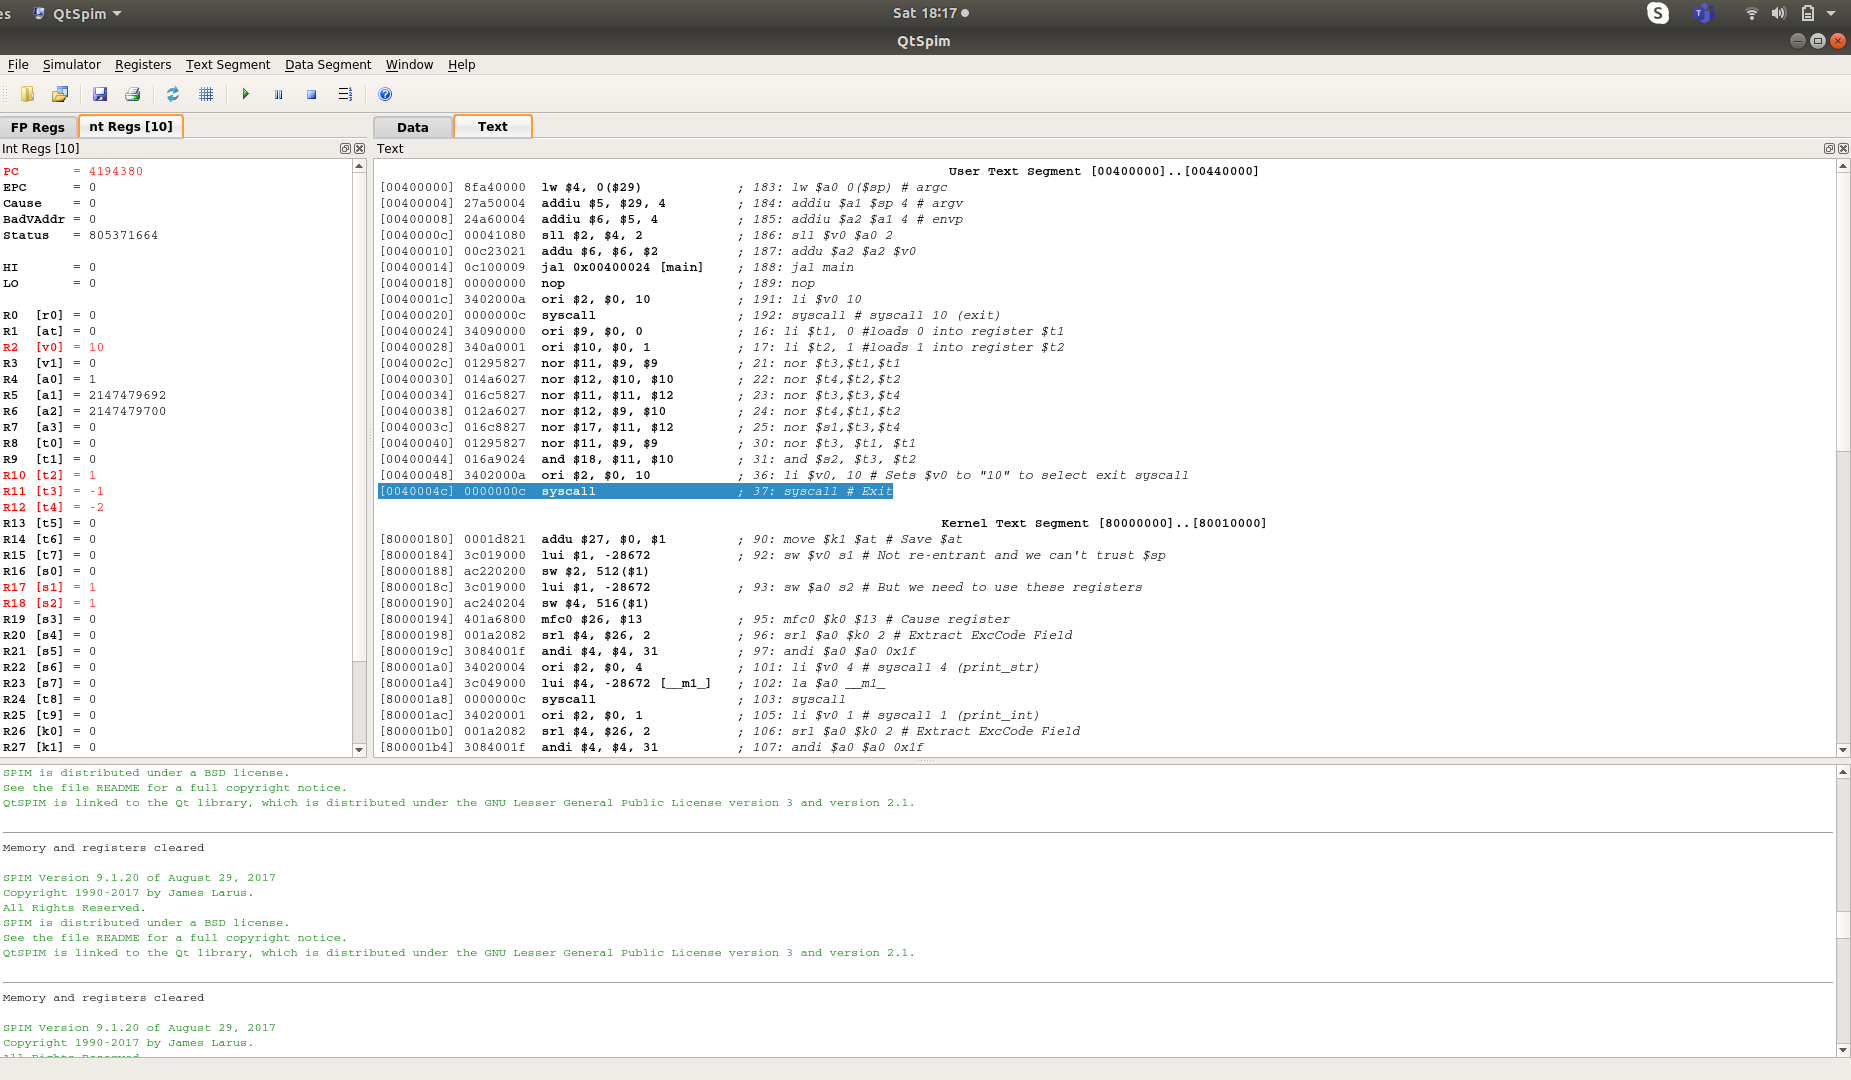 es QtSpim Sat 18:17
QtSpim
File Simulator Registers Text Segment Data Segment Window Help
FP Regs nt Regs [10] Data Text
Int Regs [10]
PC = 4194380
EPC = 0
Cause = 0
BadVAddr = 0
Status = 805371664
HI = 0
LO = 0
R0 [r0] = 0
R1 [at] = 0
R2 [v0] = 10
R3 [v1] = 0
R4 [a0] = 1
R5 [a1] = 2147479692
R6 [a2] = 2147479700
R7 [a3] = 0
R8 [t0] = 0
R9 [t1] = 0
R10 [t2] = 1
R11 [t3] = -1
R12 [t4] = -2
R13 [t5] = 0
R14 [t6] = 0
R15 [t7] = 0
R16 [s0] = 0
R17 [s1] = 1
R18 [s2] = 1
R19 [s3] = 0
R20 [s4] = 0
R21 [s5] = 0
R22 [s6] = 0
R23 [s7] = 0
R24 [t8] = 0
R25 [t9] = 0
R26 [k0] = 0
R27 [k1] = 0
Text
User Text Segment [00400000]..[00440000]
[00400000] 8fa40000 lw $4, 0($29) ; 183: lw $a0 0($sp) # argc
[00400004] 27a50004 addiu $5, $29, 4 ; 184: addiu $a1 $sp 4 # argv
[00400008] 24a60004 addiu $6, $5, 4 ; 185: addiu $a2 $a1 4 # envp
[0040000c] 00041080 sll $2, $4, 2 ; 186: sll $v0 $a0 2
[00400010] 00c23021 addu $6, $6, $2 ; 187: addu $a2 $a2 $v0
[00400014] 0c100009 jal 0x00400024 [main] ; 188: jal main
[00400018] 00000000 nop ; 189: nop
[0040001c] 3402000a ori $2, $0, 10 ; 191: li $v0 10
[00400020] 0000000c syscall ; 192: syscall # syscall 10 (exit)
[00400024] 34090000 ori $9, $0, 0 ; 16: li $t1, 0 #loads 0 into register $t1
[00400028] 340a0001 ori $10, $0, 1 ; 17: li $t2, 1 #loads 1 into register $t2
[0040002c] 01295827 nor $11, $9, $9 ; 21: nor $t3,$t1,$t1
[00400030] 014a6027 nor $12, $10, $10 ; 22: nor $t4,$t2,$t2
[00400034] 016c5827 nor $11, $11, $12 ; 23: nor $t3,$t3,$t4
[00400038] 012a6027 nor $12, $9, $10 ; 24: nor $t4,$t1,$t2
[0040003c] 016c8827 nor $17, $11, $12 ; 25: nor $s1,$t3,$t4
[00400040] 01295827 nor $11, $9, $9 ; 30: nor $t3, $t1, $t1
[00400044] 016a9024 and $18, $11, $10 ; 31: and $s2, $t3, $t2
[00400048] 3402000a ori $2, $0, 10 ; 36: li $v0, 10 # Sets $v0 to "10" to select exit syscall
[0040004c] 0000000c syscall ; 37: syscall # Exit
Kernel Text Segment [80000000]..[80010000]
[80000180] 0001d821 addu $27, $0, $1 ; 90: move $k1 $at # Save $at
[80000184] 3c019000 lui $1, -28672 ; 92: sw $v0 s1 # Not re-entrant and we can't trust $sp
[80000188] ac220200 sw $2, 512($1)
[8000018c] 3c019000 lui $1, -28672 ; 93: sw $a0 s2 # But we need to use these registers
[80000190] ac240204 sw $4, 516($1)
[80000194] 401a6800 mfc0 $26, $13 ; 95: mfc0 $k0 $13 # Cause register
[80000198] 001a2082 srl $4, $26, 2 ; 96: srl $a0 $k0 2 # Extract ExcCode Field
[8000019c] 3084001f andi $4, $4, 31 ; 97: andi $a0 $a0 0x1f
[800001a0] 34020004 ori $2, $0, 4 ; 101: li $v0 4 # syscall 4 (print_str)
[800001a4] 3c049000 lui $4, -28672 [__m1_] ; 102: la $a0 __m1_
[800001a8] 0000000c syscall ; 103: syscall
[800001ac] 34020001 ori $2, $0, 1 ; 105: li $v0 1 # syscall 1 (print_int)
[800001b0] 001a2082 srl $4, $26, 2 ; 106: srl $a0 $k0 2 # Extract ExcCode Field
[800001b4] 3084001f andi $4, $4, 31 ; 107: andi $a0 $a0 0x1f
SPIM is distributed under a BSD license.
See the file README for a full copyright notice.
QtSPIM is linked to the Qt library, which is distributed under the GNU Lesser General Public License version 3 and version 2.1.
Memory and registers cleared
SPIM Version 9.1.20 of August 29, 2017
Copyright 1990-2017 by James Larus.
All Rights Reserved.
SPIM is distributed under a BSD license.
See the file README for a full copyright notice.
QtSPIM is linked to the Qt library, which is distributed under the GNU Lesser General Public License version 3 and version 2.1.
Memory and registers cleared
SPIM Version 9.1.20 of August 29, 2017
Copyright 1990-2017 by James Larus.
All Rights Reserved.